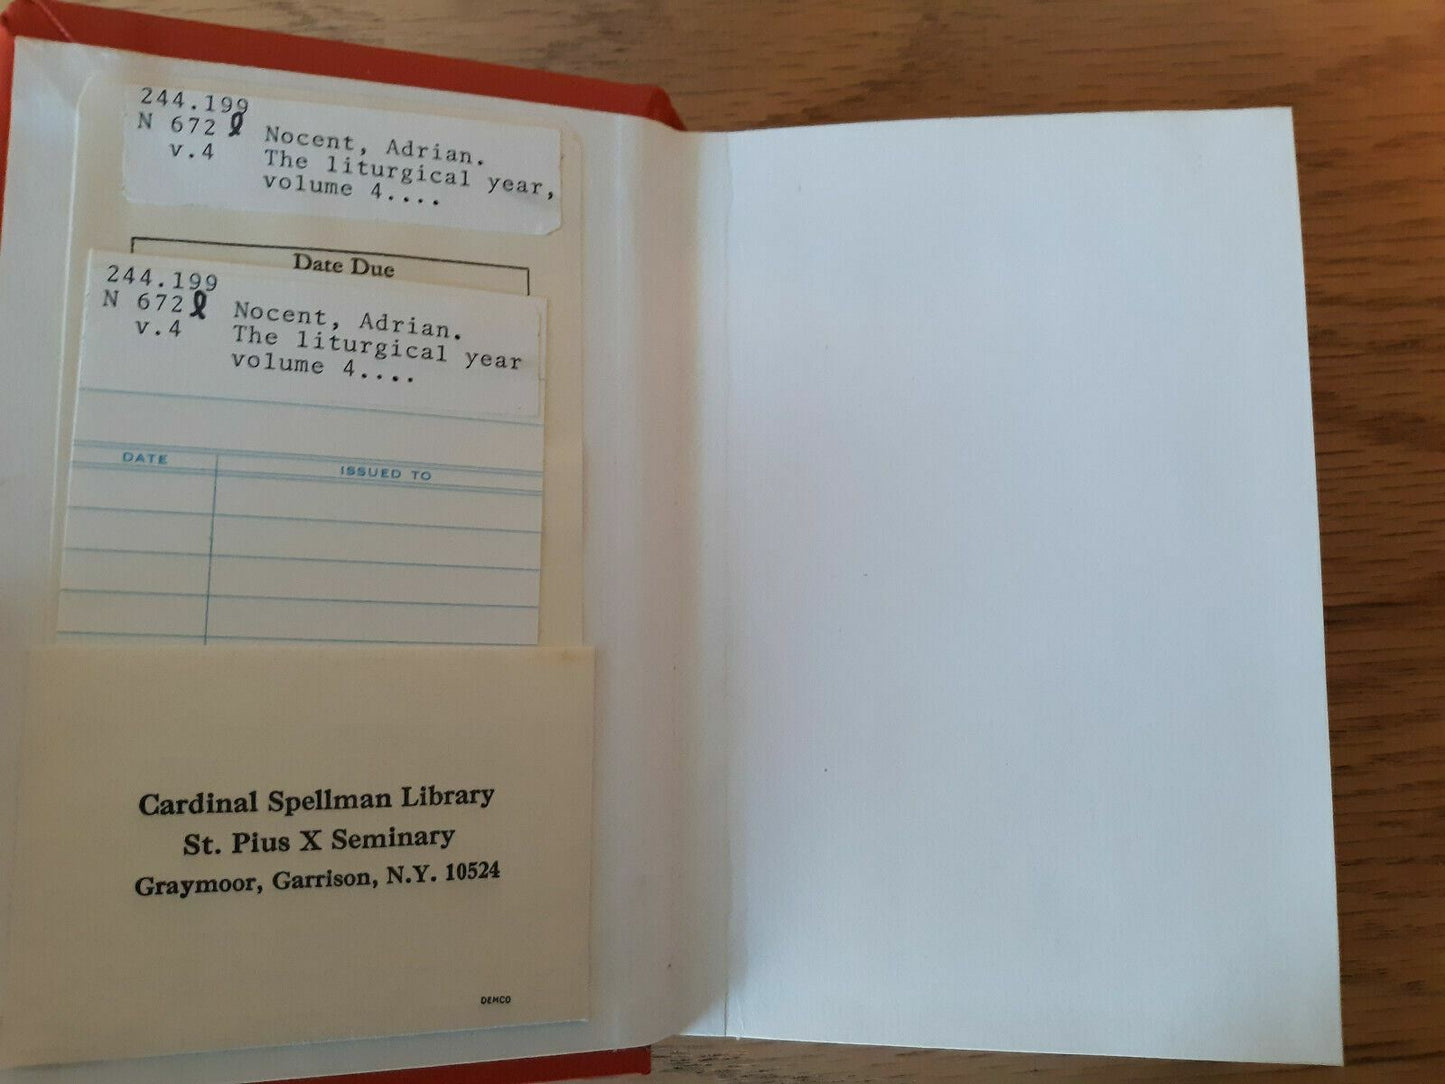 244.199
N 672 l
v.4
Nocent, Adrian.
The liturgical year,
volume 4....
Date Due
244.199
N 672 l
v.4
Nocent, Adrian.
The liturgical year
volume 4....
DATE ISSUED TO
Cardinal Spellman Library
St. Pius X Seminary
Graymoor, Garrison, N.Y. 10524
DEMCO